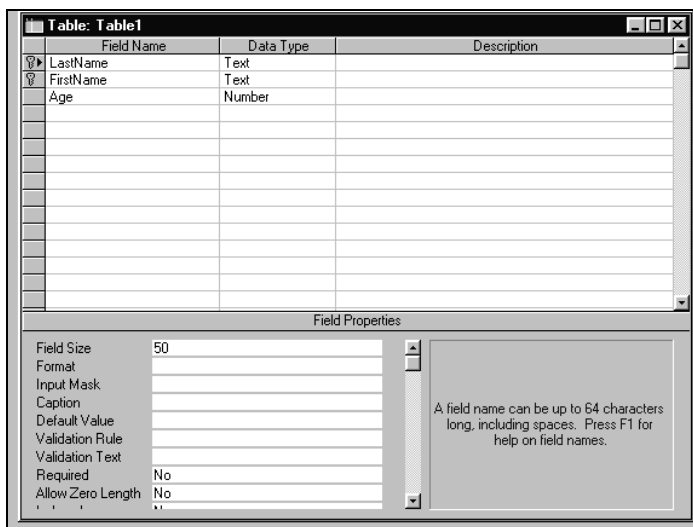 Table: Table1
Field Name Data Type Description
LastName Text
FirstName Text
Age Number
Field Properties
Field Size 50
Format
Input Mask
Caption
Default Value
Validation Rule
Validation Text
Required No
Allow Zero Length No
A field name can be up to 64 characters
long, including spaces. Press F1 for
help on field names.